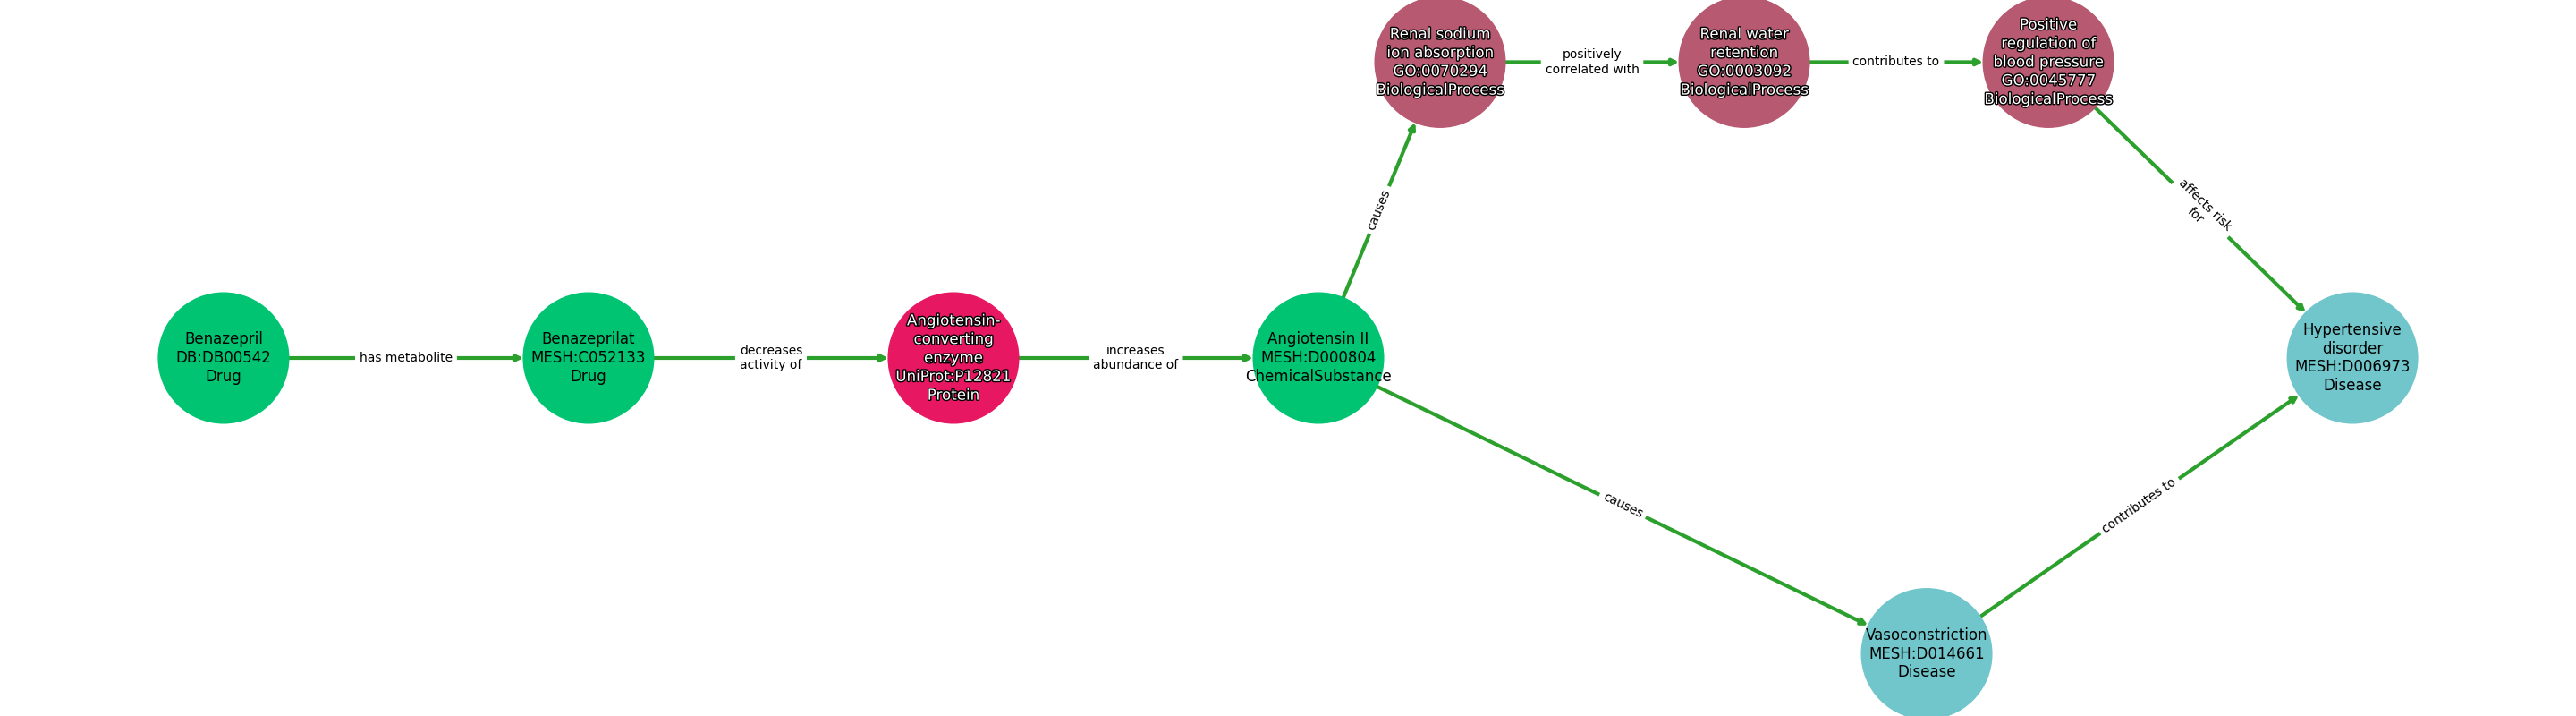 Renal sodium
ion absorption
GO:0070294
BiologicalProcess
positively
correlated with
Renal water
retention
GO:0003092
BiologicalProcess
contributes to
Positive
regulation of
blood pressure
GO:0045777
BiologicalProcess
causes
affects risk
for
Benazepril
DB:DB00542
Drug
has metabolite
Benazeprilat
MESH:C052133
Drug
decreases
activity of
Angiotensin-
converting
enzyme
UniProt:P12821
Protein
increases
abundance of
Angiotensin II
MESH:D000804
ChemicalSubstance
Hypertensive
disorder
MESH:D006973
Disease
causes
contributes to
Vasoconstriction
MESH:D014661
Disease